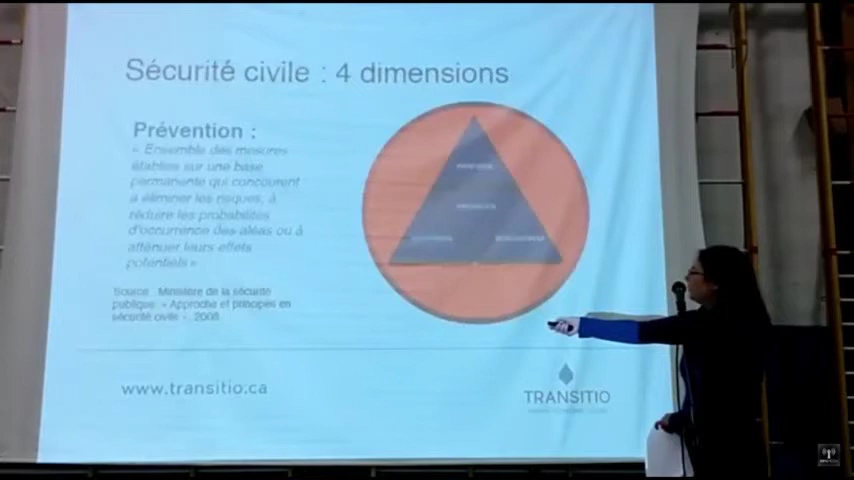 Sécurité civile : 4 dimensions
Prévention :
« Ensemble des mesures
établies sur une base
permanente qui concourent
à éliminer les risques, à
réduire les probabilités
d'occurrence des aléas ou à
atténuer leurs effets
potentiels »
Source : Ministère de la sécurité
publique. « Approche et principes en
sécurité civile », 2008
www.transitio.ca
TRANSITIO